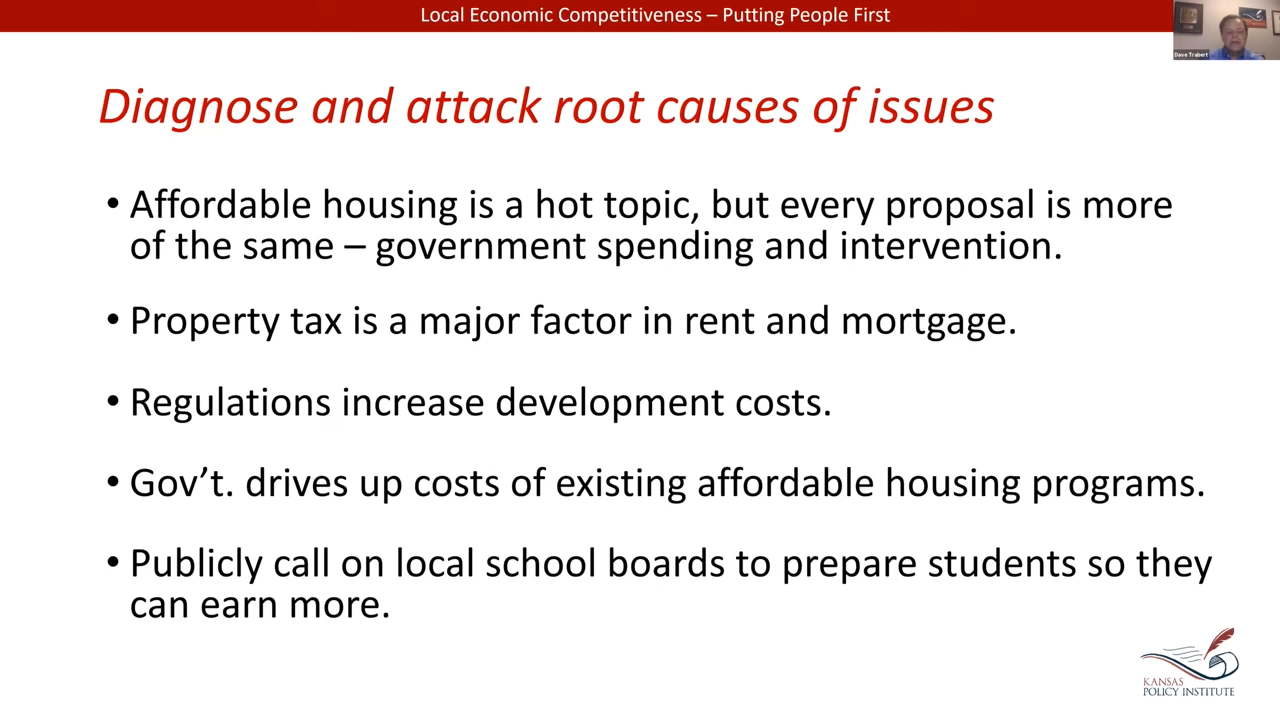 Local Economic Competitiveness – Putting People First
Dave Trabert
Diagnose and attack root causes of issues
• Affordable housing is a hot topic, but every proposal is more
of the same – government spending and intervention.
• Property tax is a major factor in rent and mortgage.
• Regulations increase development costs.
• Gov’t. drives up costs of existing affordable housing programs.
• Publicly call on local school boards to prepare students so they
can earn more.
KANSAS
POLICY INSTITUTE